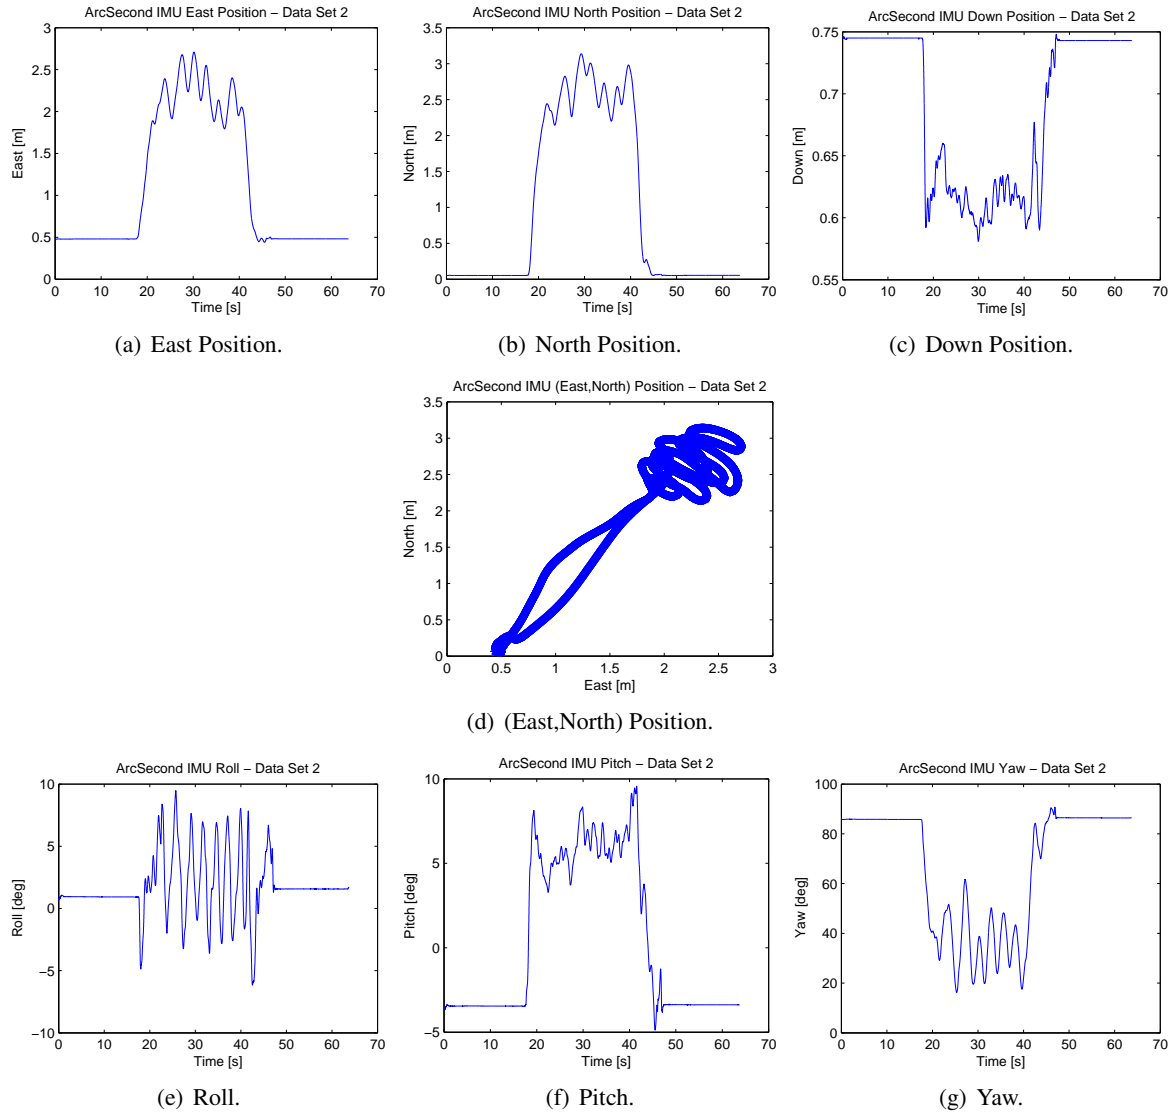 ArcSecond IMU East Position − Data Set 2
3
2.5
2
1.5
1
0.5
0
East [m]
0 10 20 30 40 50 60 70
Time [s]
(a) East Position.
ArcSecond IMU North Position − Data Set 2
3.5
3
2.5
2
1.5
1
0.5
0
North [m]
0 10 20 30 40 50 60 70
Time [s]
(b) North Position.
ArcSecond IMU Down Position − Data Set 2
0.75
0.7
0.65
0.6
0.55
Down [m]
0 10 20 30 40 50 60 70
Time [s]
(c) Down Position.
ArcSecond IMU (East,North) Position − Data Set 2
3.5
3
2.5
2
1.5
1
0.5
0
North [m]
0 0.5 1 1.5 2 2.5 3
East [m]
(d) (East,North) Position.
ArcSecond IMU Roll − Data Set 2
10
5
0
−5
−10
Roll [deg]
0 10 20 30 40 50 60 70
Time [s]
(e) Roll.
ArcSecond IMU Pitch − Data Set 2
10
5
0
−5
Pitch [deg]
0 10 20 30 40 50 60 70
Time [s]
(f) Pitch.
ArcSecond IMU Yaw − Data Set 2
100
80
60
40
20
0
Yaw [deg]
0 10 20 30 40 50 60 70
Time [s]
(g) Yaw.